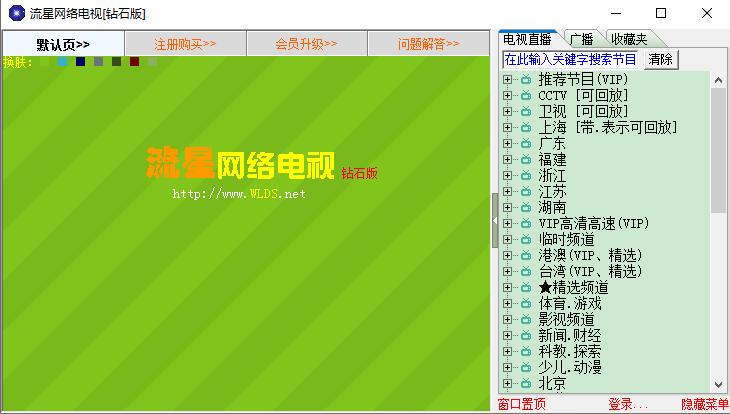 流星网络电视[钻石版]
默认页>> 注册购买>> 会员升级>> 问题解答>>
换肤:
流星网络电视 钻石版
http://www.WLDS.net
电视直播 广播 收藏夹
在此输入关键字搜索节目 清除
推荐节目(VIP)
CCTV [可回放]
卫视 [可回放]
上海 [带.表示可回放]
广东
福建
浙江
江苏
湖南
VIP高清高速(VIP)
临时频道
港澳(VIP、精选)
台湾(VIP、精选)
★精选频道
体育.游戏
影视频道
新闻.财经
科教.探索
少儿.动漫
北京
窗口置顶 登录... 隐藏菜单